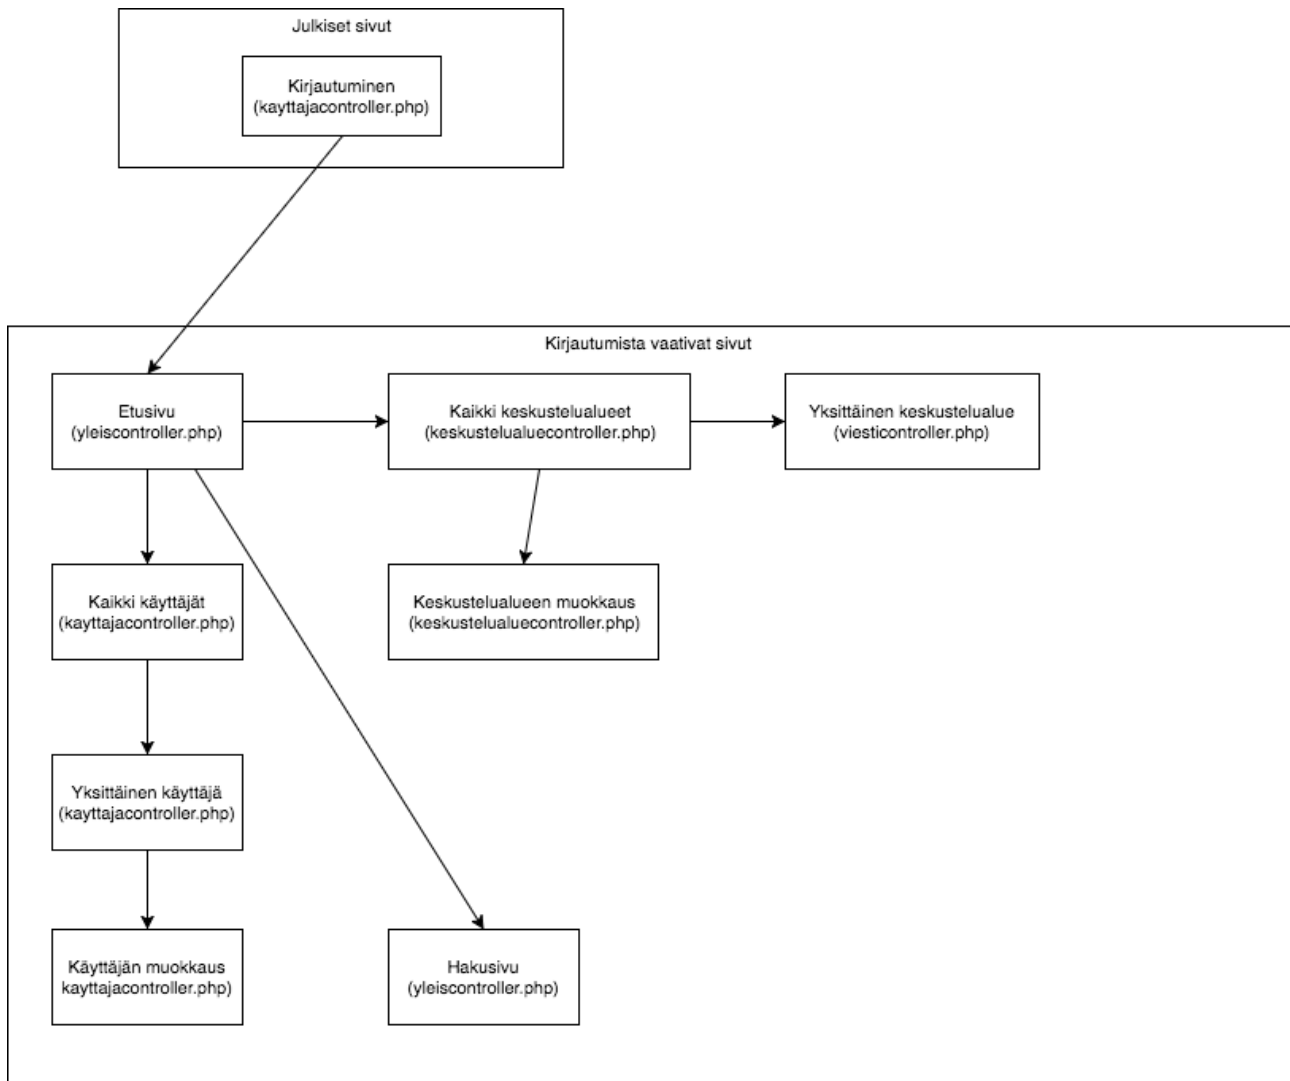 Julkiset sivut
Kirjautuminen
(kayttajacontroller.php)
Kirjautumista vaativat sivut
Etusivu
(yleiscontroller.php)
Kaikki keskustelualueet
(keskustelualuecontroller.php)
Yksittäinen keskustelualue
(viesticontroller.php)
Kaikki käyttäjät
(kayttajacontroller.php)
Keskustelualueen muokkaus
(keskustelualuecontroller.php)
Yksittäinen käyttäjä
(kayttajacontroller.php)
Käyttäjän muokkaus
kayttajacontroller.php)
Hakusivu
(yleiscontroller.php)